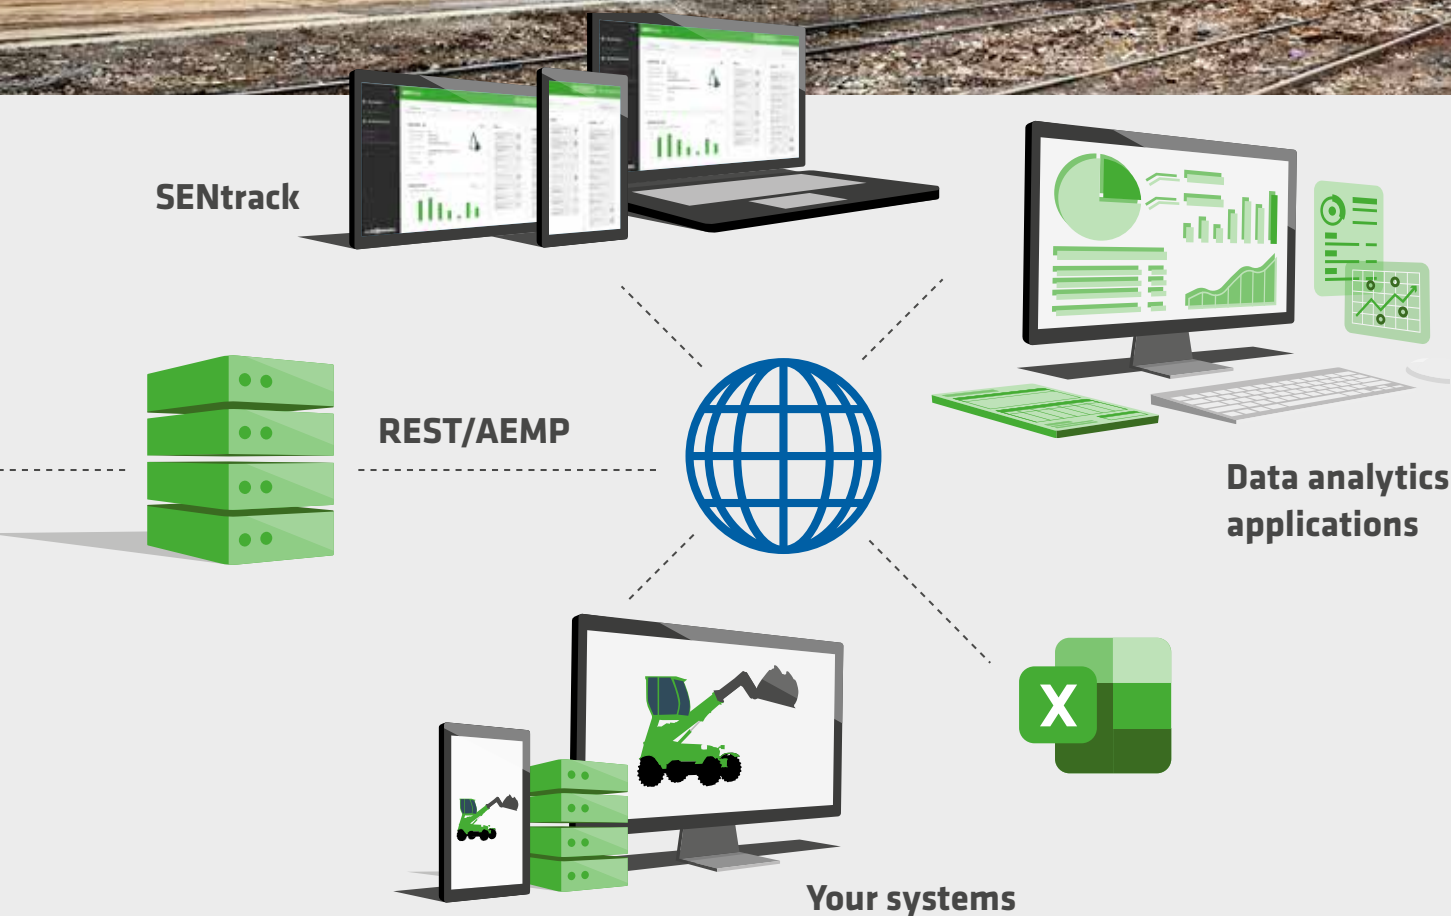 SENtrack
REST/AEMP
Data analytics
applications
X
Your systems